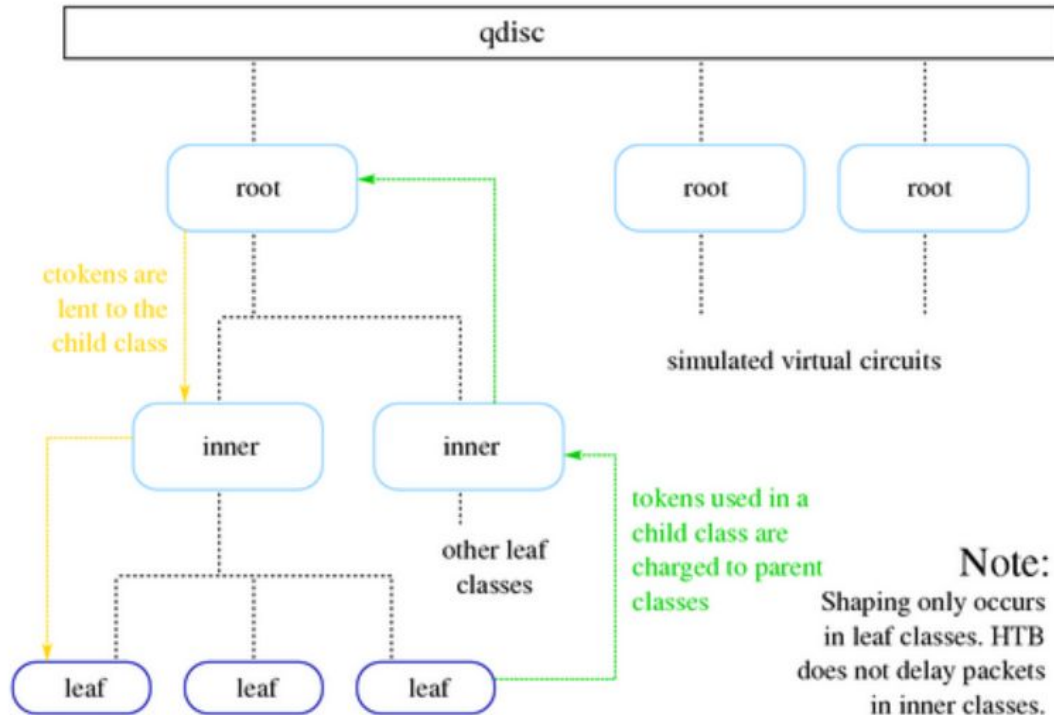 qdisc
root
root
root
ctokens are
lent to the
child class
simulated virtual circuits
inner
inner
tokens used in a
child class are
charged to parent
classes
other leaf
classes
Note:
Shaping only occurs
in leaf classes. HTB
does not delay packets
in inner classes.
leaf
leaf
leaf